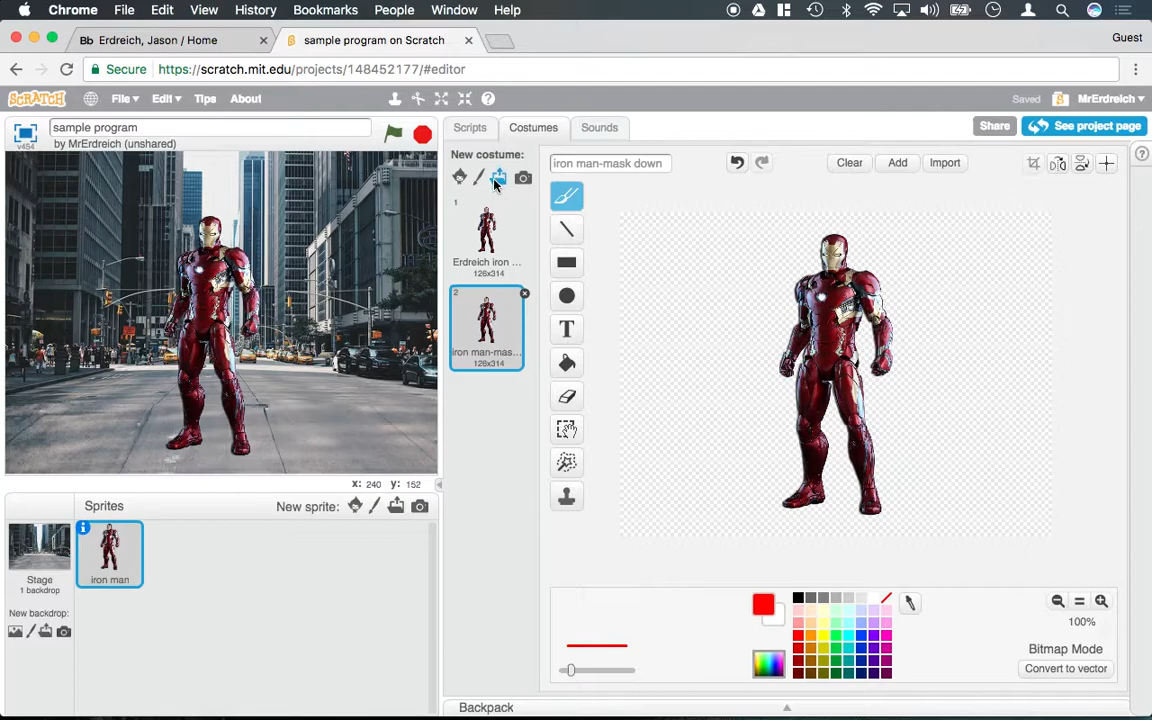 Chrome File Edit View History Bookmarks People Window Help
Bb Erdreich, Jason / Home
sample program on Scratch
Guest
Secure https://scratch.mit.edu/projects/148452177/#editor
SCRATCH File Edit Tips About
Saved
MrErdreich
sample program
by MrErdreich (unshared)
v454
Scripts Costumes Sounds
Share
See project page
New costume:
iron man-mask down
Clear Add Import
1
Erdreich iron ...
126x314
2
iron man-mas...
126x314
T
x: 240 y: 152
Sprites
New sprite:
Stage
1 backdrop
iron man
New backdrop:
100%
Bitmap Mode
Convert to vector
Backpack